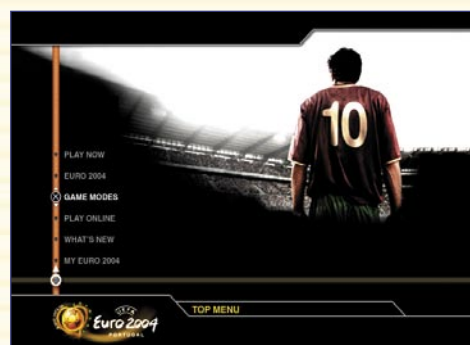 10
PLAY NOW
EURO 2004
GAME MODES
PLAY ONLINE
WHAT'S NEW
MY EURO 2004
TOP MENU
UEFA
Euro 2004
PORTUGAL